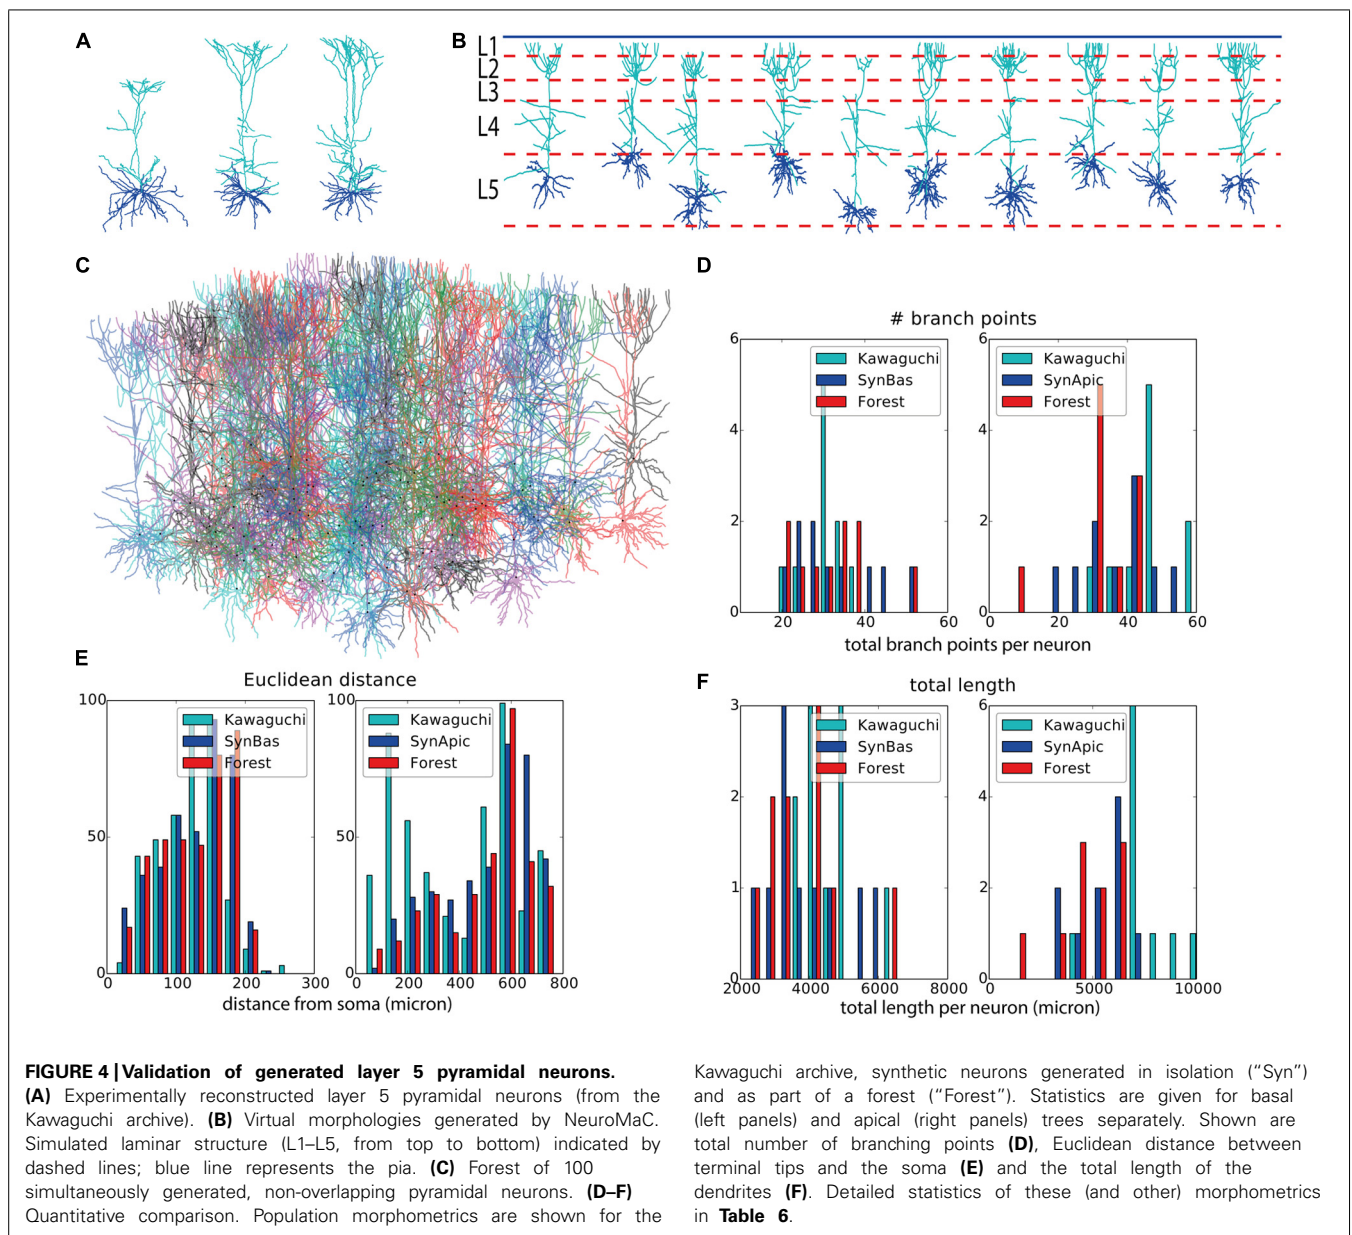 A
B
L1
L2
L3
L4
L5
C
D
# branch points
6
4
2
0
20
40
60
Kawaguchi
SynBas
Forest
6
4
2
0
0
20
40
60
Kawaguchi
SynApic
Forest
total branch points per neuron
E
Euclidean distance
100
50
0
0
100
200
300
Kawaguchi
SynBas
Forest
100
50
0
0
200
400
600
800
Kawaguchi
SynApic
Forest
distance from soma (micron)
F
total length
3
2
1
0
2000
4000
6000
8000
Kawaguchi
SynBas
Forest
6
4
2
0
0
5000
10000
Kawaguchi
SynApic
Forest
total length per neuron (micron)
FIGURE 4 | Validation of generated layer 5 pyramidal neurons.
(A) Experimentally reconstructed layer 5 pyramidal neurons (from the
Kawaguchi archive). (B) Virtual morphologies generated by NeuroMaC.
Simulated laminar structure (L1–L5, from top to bottom) indicated by
dashed lines; blue line represents the pia. (C) Forest of 100
simultaneously generated, non-overlapping pyramidal neurons. (D–F)
Quantitative comparison. Population morphometrics are shown for the
Kawaguchi archive, synthetic neurons generated in isolation (“Syn”)
and as part of a forest (“Forest”). Statistics are given for basal
(left panels) and apical (right panels) trees separately. Shown are
total number of branching points (D), Euclidean distance between
terminal tips and the soma (E) and the total length of the
dendrites (F). Detailed statistics of these (and other) morphometrics
in Table 6.